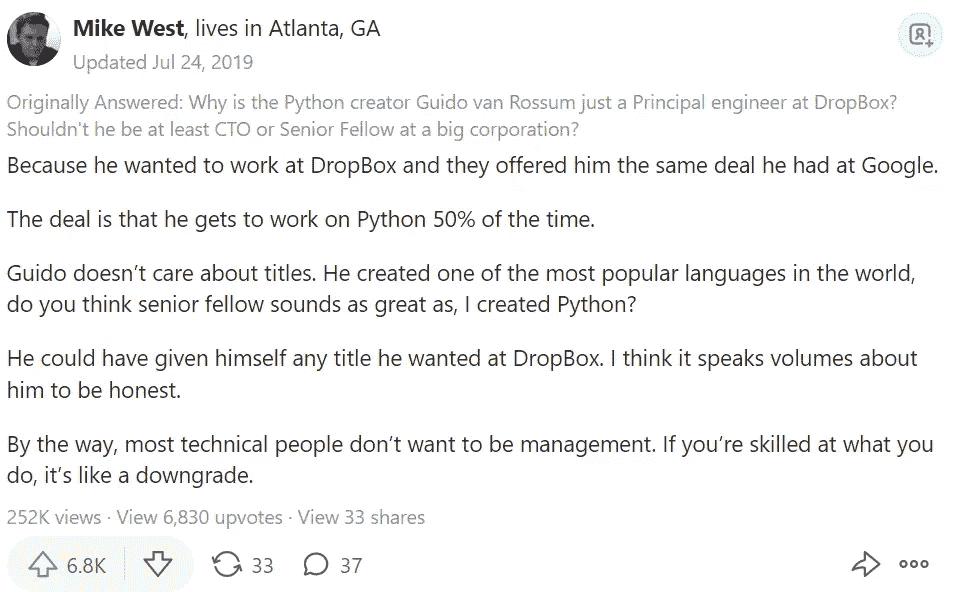 Mike West, lives in Atlanta, GA
Updated Jul 24, 2019
Originally Answered: Why is the Python creator Guido van Rossum just a Principal engineer at DropBox?
Shouldn't he be at least CTO or Senior Fellow at a big corporation?
Because he wanted to work at DropBox and they offered him the same deal he had at Google.
The deal is that he gets to work on Python 50% of the time.
Guido doesn’t care about titles. He created one of the most popular languages in the world,
do you think senior fellow sounds as great as, I created Python?
He could have given himself any title he wanted at DropBox. I think it speaks volumes about
him to be honest.
By the way, most technical people don’t want to be management. If you’re skilled at what you
do, it’s like a downgrade.
252K views · View 6,830 upvotes · View 33 shares
6.8K 33 37